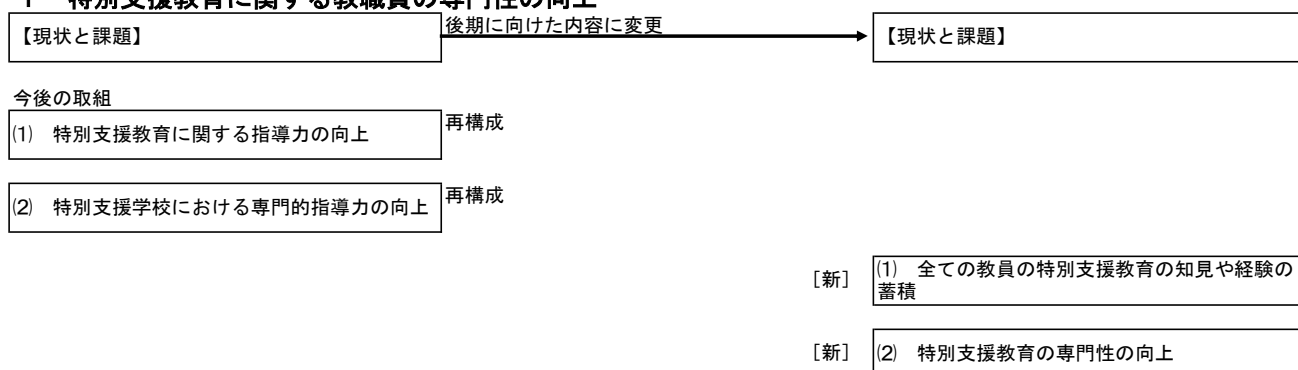 1　特別支援教育に関する教職員の専門性の向上
【現状と課題】
後期に向けた内容に変更
【現状と課題】
今後の取組
⑴　特別支援教育に関する指導力の向上
再構成
⑵　特別支援学校における専門的指導力の向上
再構成
［新］
⑴　全ての教員の特別支援教育の知見や経験の
蓄積
［新］
⑵　特別支援教育の専門性の向上